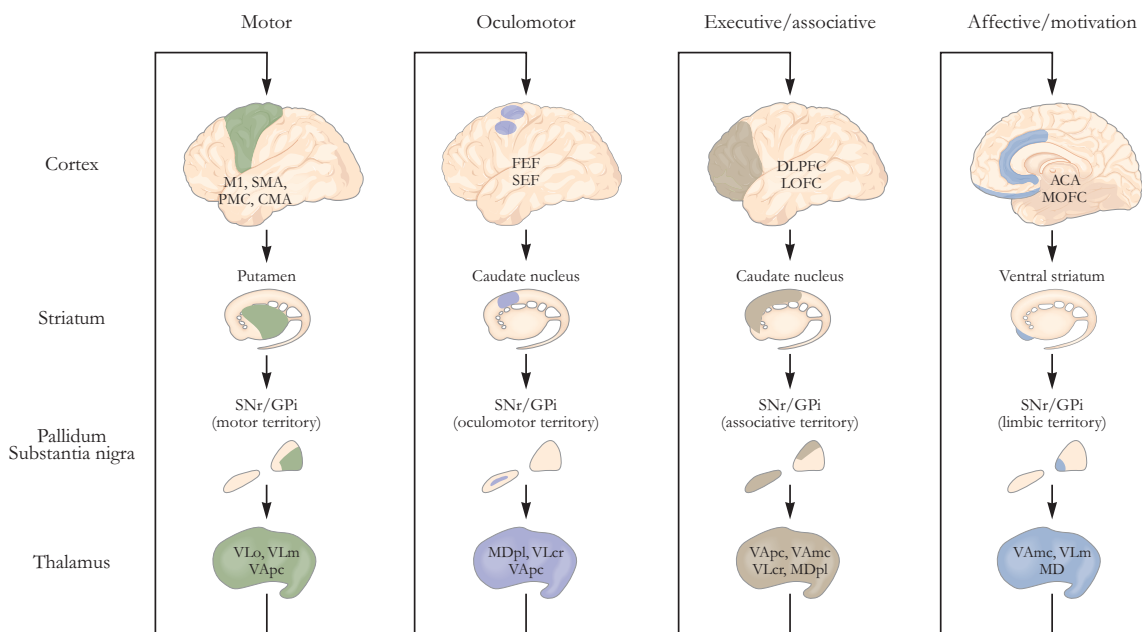 Motor
Oculomotor
Executive/associative
Affective/motivation
Cortex
M1, SMA,
PMC, CMA
FEF
SEF
DLPFC
LOFC
ACA
MOFC
Striatum
Putamen
Caudate nucleus
Caudate nucleus
Ventral striatum
Pallidum
Substantia nigra
SNr/GPi
(motor territory)
SNr/GPi
(oculomotor territory)
SNr/GPi
(associative territory)
SNr/GPi
(limbic territory)
Thalamus
VLo, VLm
VApc
MDpl, VLcr
VApc
VApc, VAmc
VLcr, MDpl
VAmc, VLm
MD